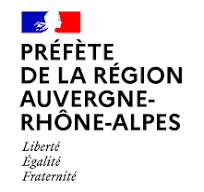 PRÉFÈTE
DE LA RÉGION
AUVERGNE-
RHÔNE-ALPES
Liberté
Égalité
Fraternité